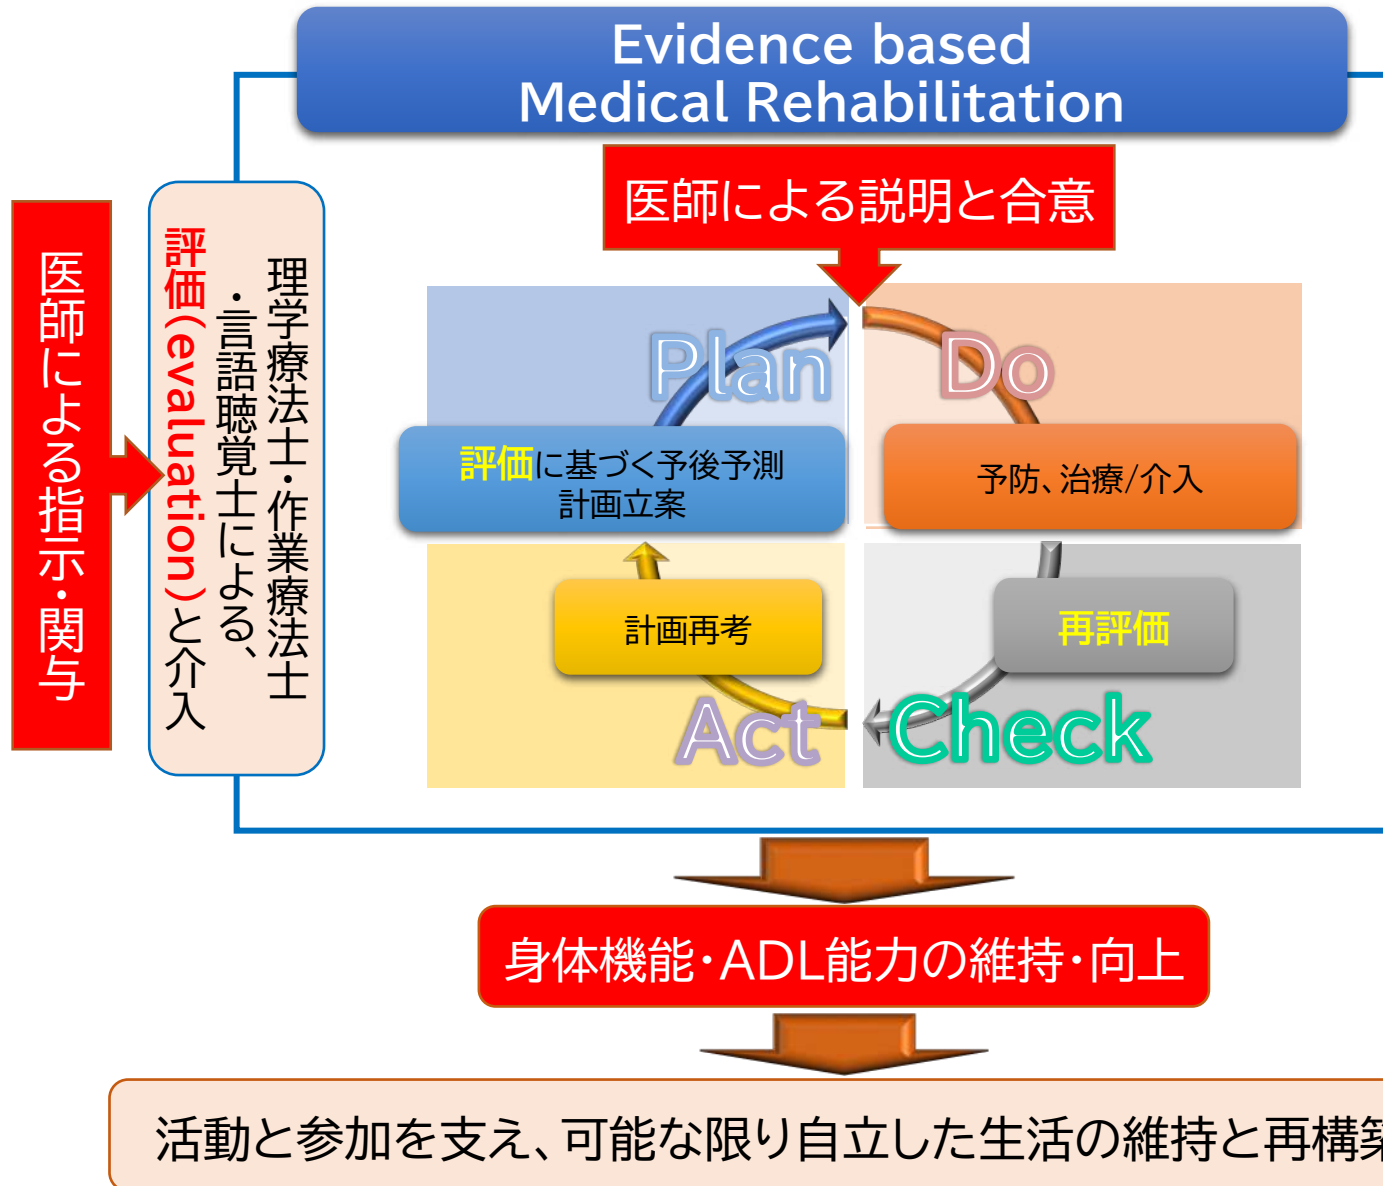 Evidence based
Medical Rehabilitation
医師による説明と合意
医師による指示・関与
理学療法士・作業療法士
・言語聴覚士による、
評価(evaluation)と介入
Plan
Do
評価に基づく予後予測
計画立案
予防、治療/介入
計画再考
再評価
Act
Check
身体機能・ADL能力の維持・向上
活動と参加を支え、可能な限り自立した生活の維持と再構築